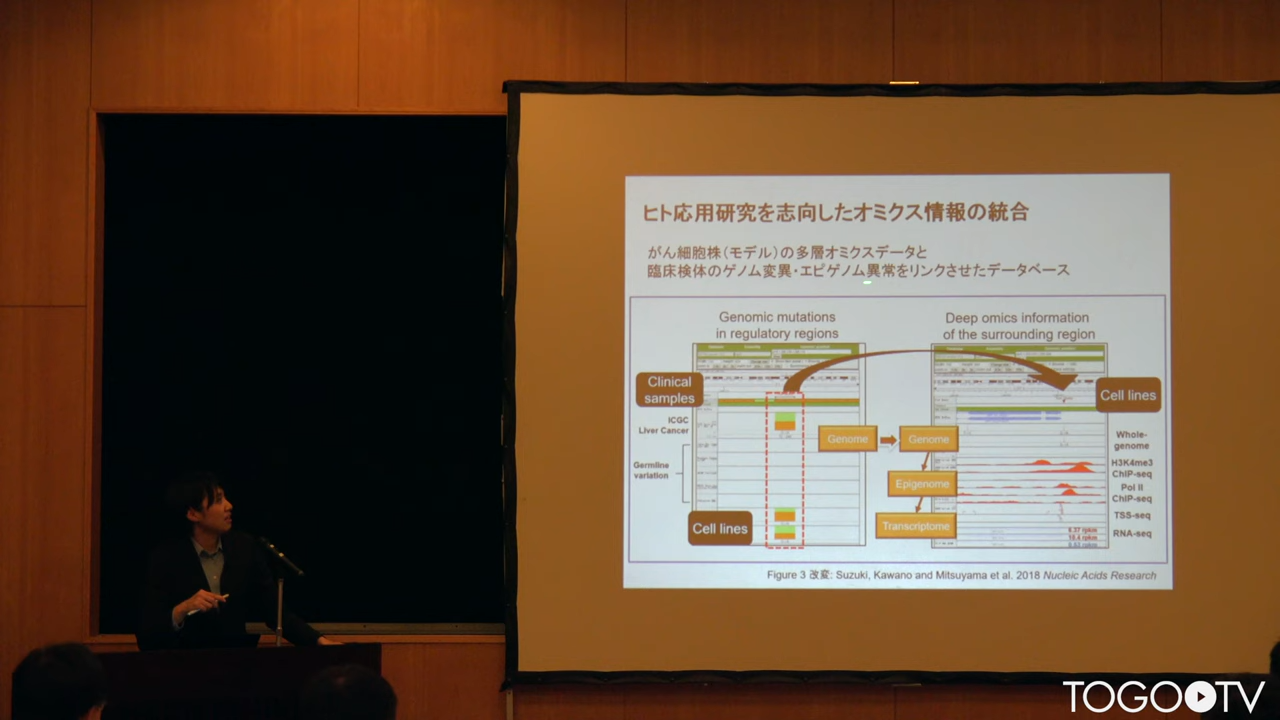 ヒト応用研究を志向したオミクス情報の統合
がん細胞株（モデル）の多層オミクスデータと
臨床検体のゲノム変異・エピゲノム異常をリンクさせたデータベース
Genomic mutations
in regulatory regions
Deep omics information
of the surrounding region
Clinical
samples
Cell lines
ICGC
Liver Cancer
Germline
variation
Cell lines
Genome
Genome
Epigenome
Transcriptome
Whole-
genome
H3K4me3
ChIP-seq
Pol II
ChIP-seq
TSS-seq
RNA-seq
Figure 3 改変: Suzuki, Kawano and Mitsuyama et al. 2018 Nucleic Acids Research
TOGOTV